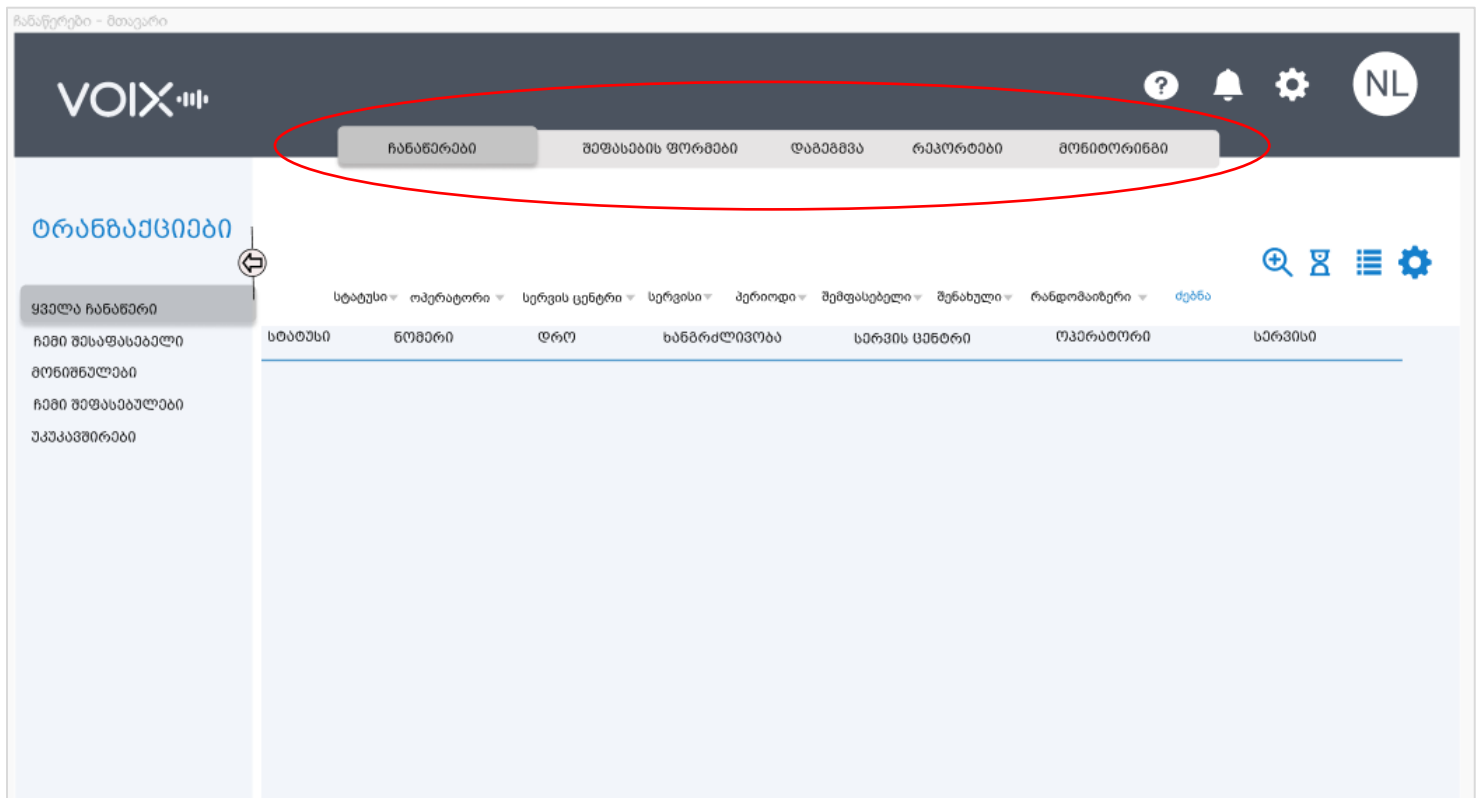 ჩანაწერები - მთავარი
VOIX
NL
ჩანაწერები შეფასების ფორმები დაგეგმვა რეპორტები მონიტორინგი
ტრანზაქციები
სტატუსი ოპერატორი სერვის ცენტრი სერვისი პერიოდი შემფასებელი შენახული რანდომაიზერი ძებნა
სტატუსი ნომერი დრო ხანგრძლივობა სერვის ცენტრი ოპერატორი სერვისი
ყველა ჩანაწერი
ჩემი შესაფასებელი
მონიშნულები
ჩემი შეფასებულები
უკუკავშირები